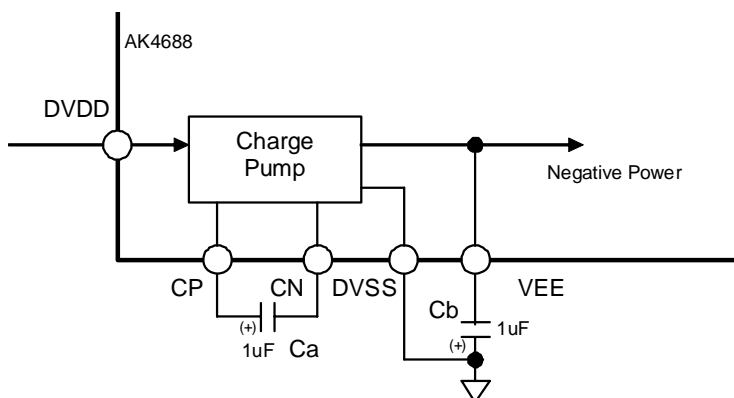 AK4688
DVDD
Charge
Pump
Negative Power
CP
CN
DVSS
VEE
(+)
1uF
Ca
Cb
1uF
(+)